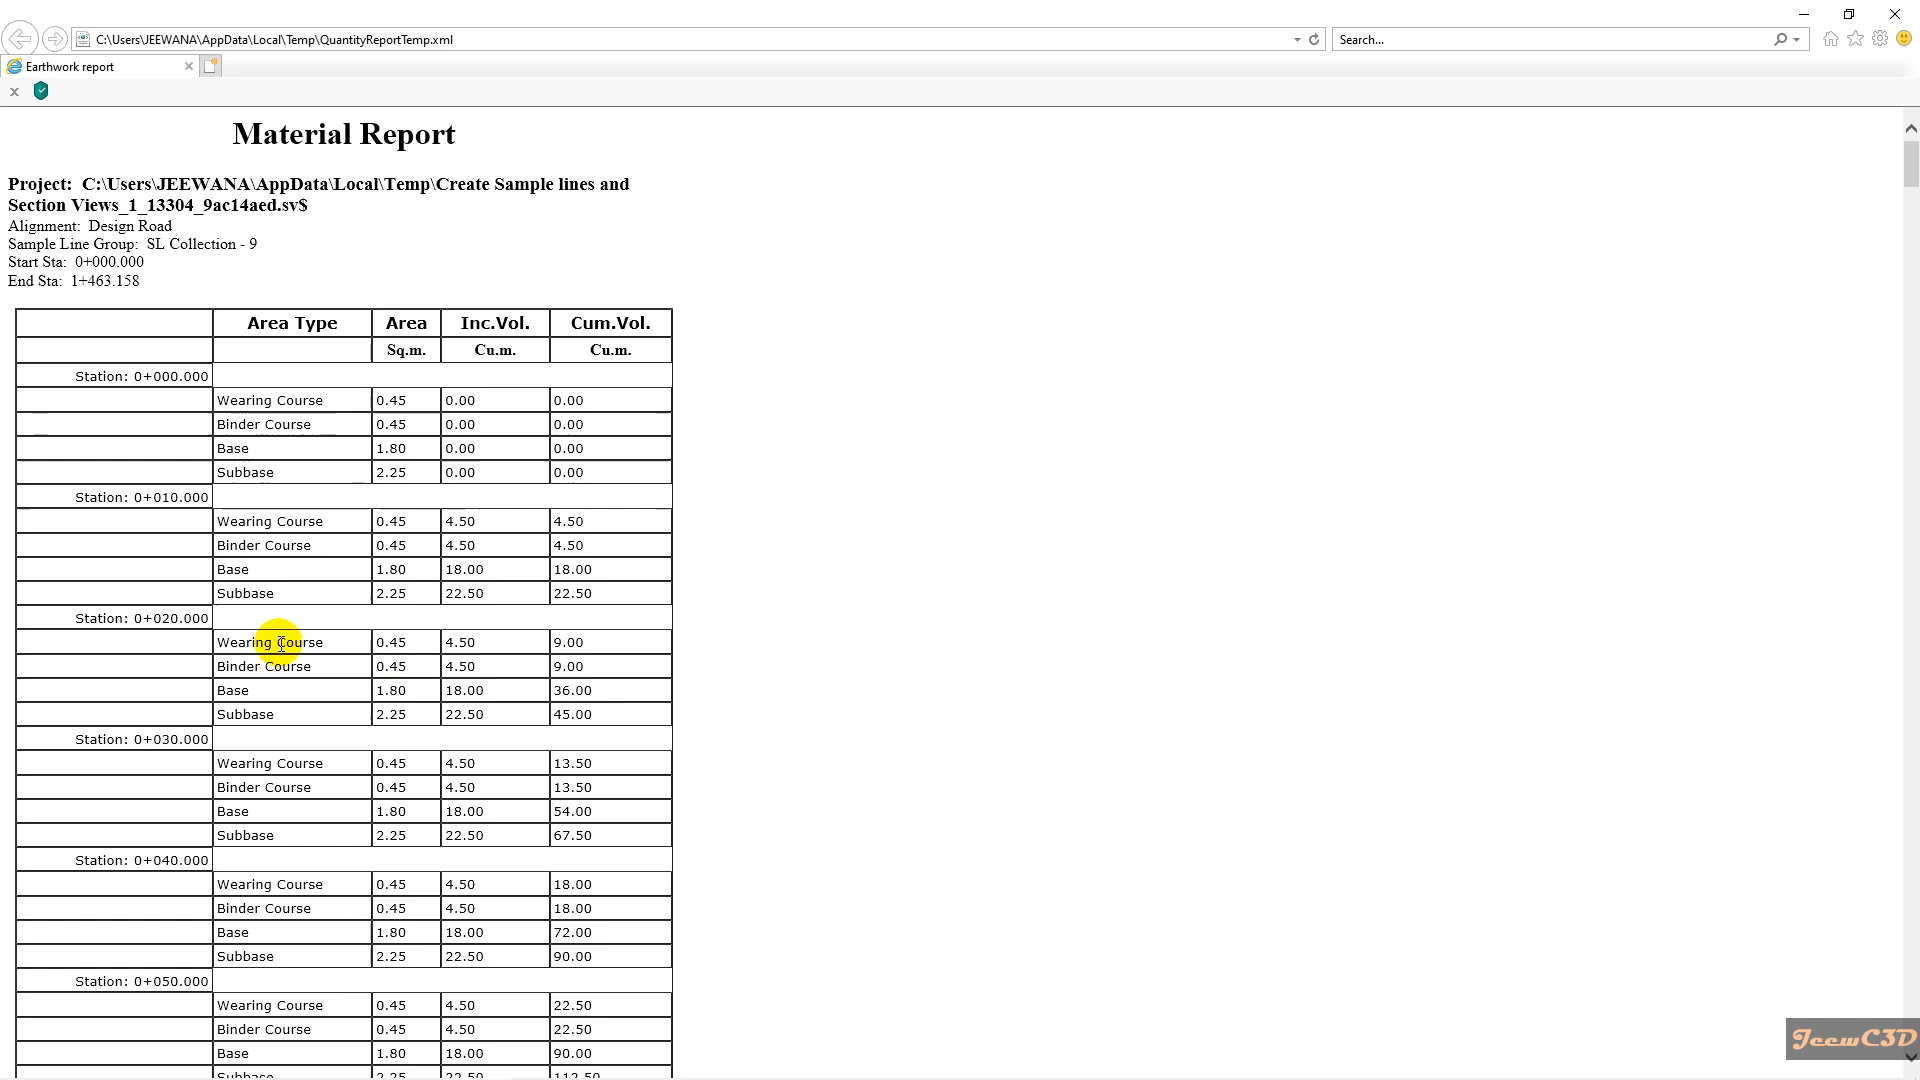 C:\Users\JEEWANA\AppData\Local\Temp\QuantityReportTemp.xml
Search...
Earthwork report
Material Report
Project: C:\Users\JEEWANA\AppData\Local\Temp\Create Sample lines and
Section Views_1_13304_9ac14aed.sv$
Alignment: Design Road
Sample Line Group: SL Collection - 9
Start Sta: 0+000.000
End Sta: 1+463.158
Area Type Area Inc.Vol. Cum.Vol.
Sq.m. Cu.m. Cu.m.
Station: 0+000.000
Wearing Course 0.45 0.00 0.00
Binder Course 0.45 0.00 0.00
Base 1.80 0.00 0.00
Subbase 2.25 0.00 0.00
Station: 0+010.000
Wearing Course 0.45 4.50 4.50
Binder Course 0.45 4.50 4.50
Base 1.80 18.00 18.00
Subbase 2.25 22.50 22.50
Station: 0+020.000
Wearing Course 0.45 4.50 9.00
Binder Course 0.45 4.50 9.00
Base 1.80 18.00 36.00
Subbase 2.25 22.50 45.00
Station: 0+030.000
Wearing Course 0.45 4.50 13.50
Binder Course 0.45 4.50 13.50
Base 1.80 18.00 54.00
Subbase 2.25 22.50 67.50
Station: 0+040.000
Wearing Course 0.45 4.50 18.00
Binder Course 0.45 4.50 18.00
Base 1.80 18.00 72.00
Subbase 2.25 22.50 90.00
Station: 0+050.000
Wearing Course 0.45 4.50 22.50
Binder Course 0.45 4.50 22.50
Base 1.80 18.00 90.00
Subbase 2.25 22.50 112.50
JeewC3D